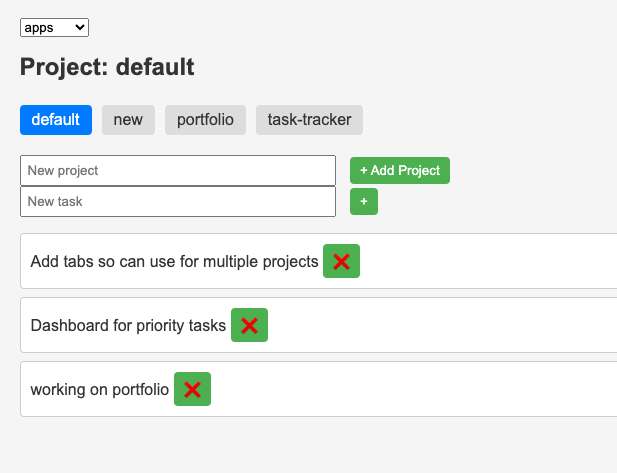 apps
Project: default
default new portfolio task-tracker
New project + Add Project
New task +
Add tabs so can use for multiple projects ❌
Dashboard for priority tasks ❌
working on portfolio ❌